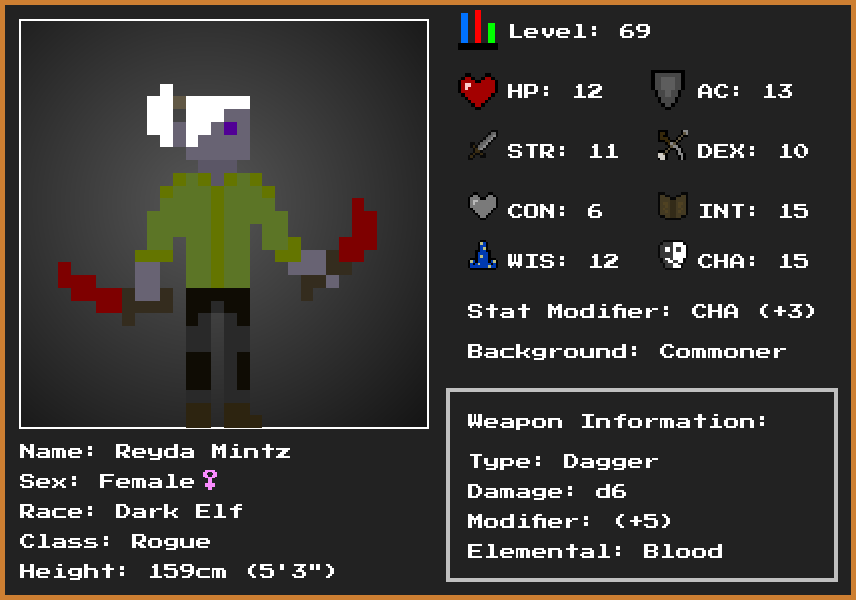 Level: 69
HP: 12
AC: 13
STR: 11
DEX: 10
CON: 6
INT: 15
WIS: 12
CHA: 15
Stat Modifier: CHA (+3)
Background: Commoner
Weapon Information:
Type: Dagger
Damage: d6
Modifier: (+5)
Elemental: Blood
Name: Reyda Mintz
Sex: Female♀
Race: Dark Elf
Class: Rogue
Height: 159cm (5'3")